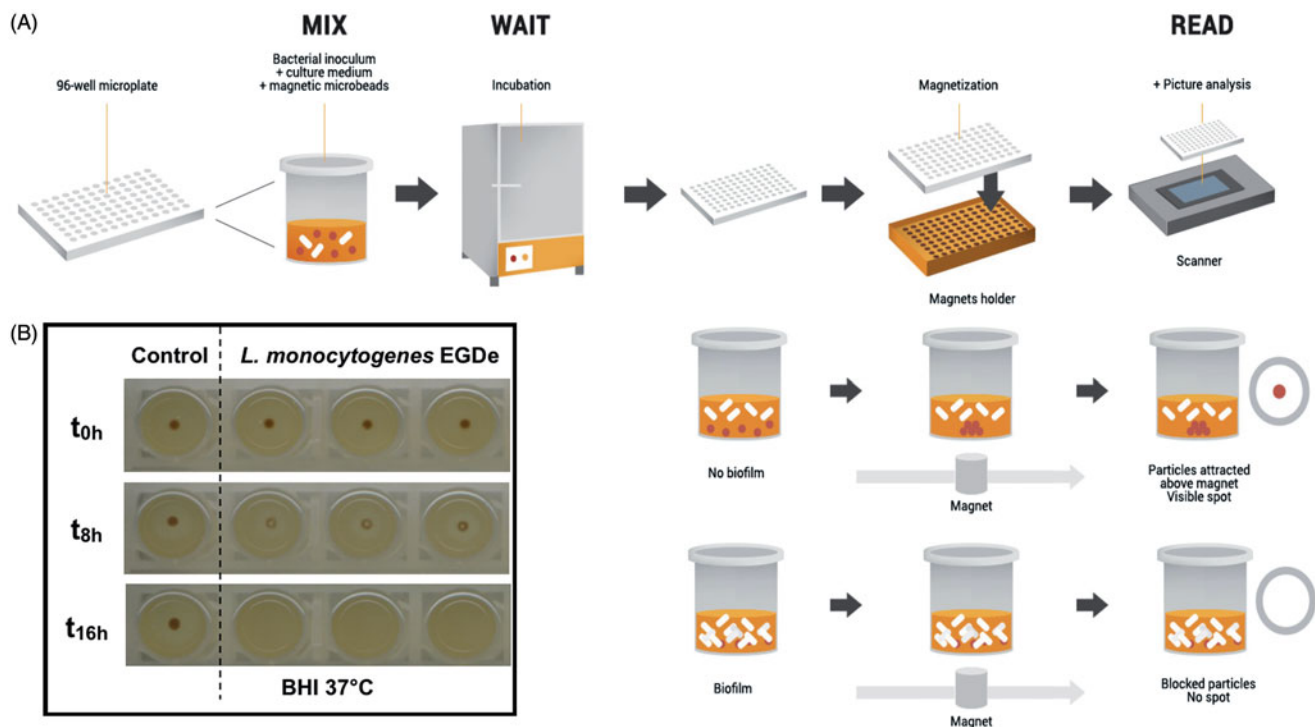 (A)
MIX
WAIT
READ
96-well microplate
Bacterial inoculum
+ culture medium
+ magnetic microbeads
Incubation
Magnetization
+ Picture analysis
Magnets holder
Scanner
No biofilm
Magnet
Particles attracted
above magnet
Visible spot
Biofilm
Magnet
Blocked particles
No spot
(B)
Control
L. monocytogenes EGDe
t0h
t8h
t16h
BHI 37°C